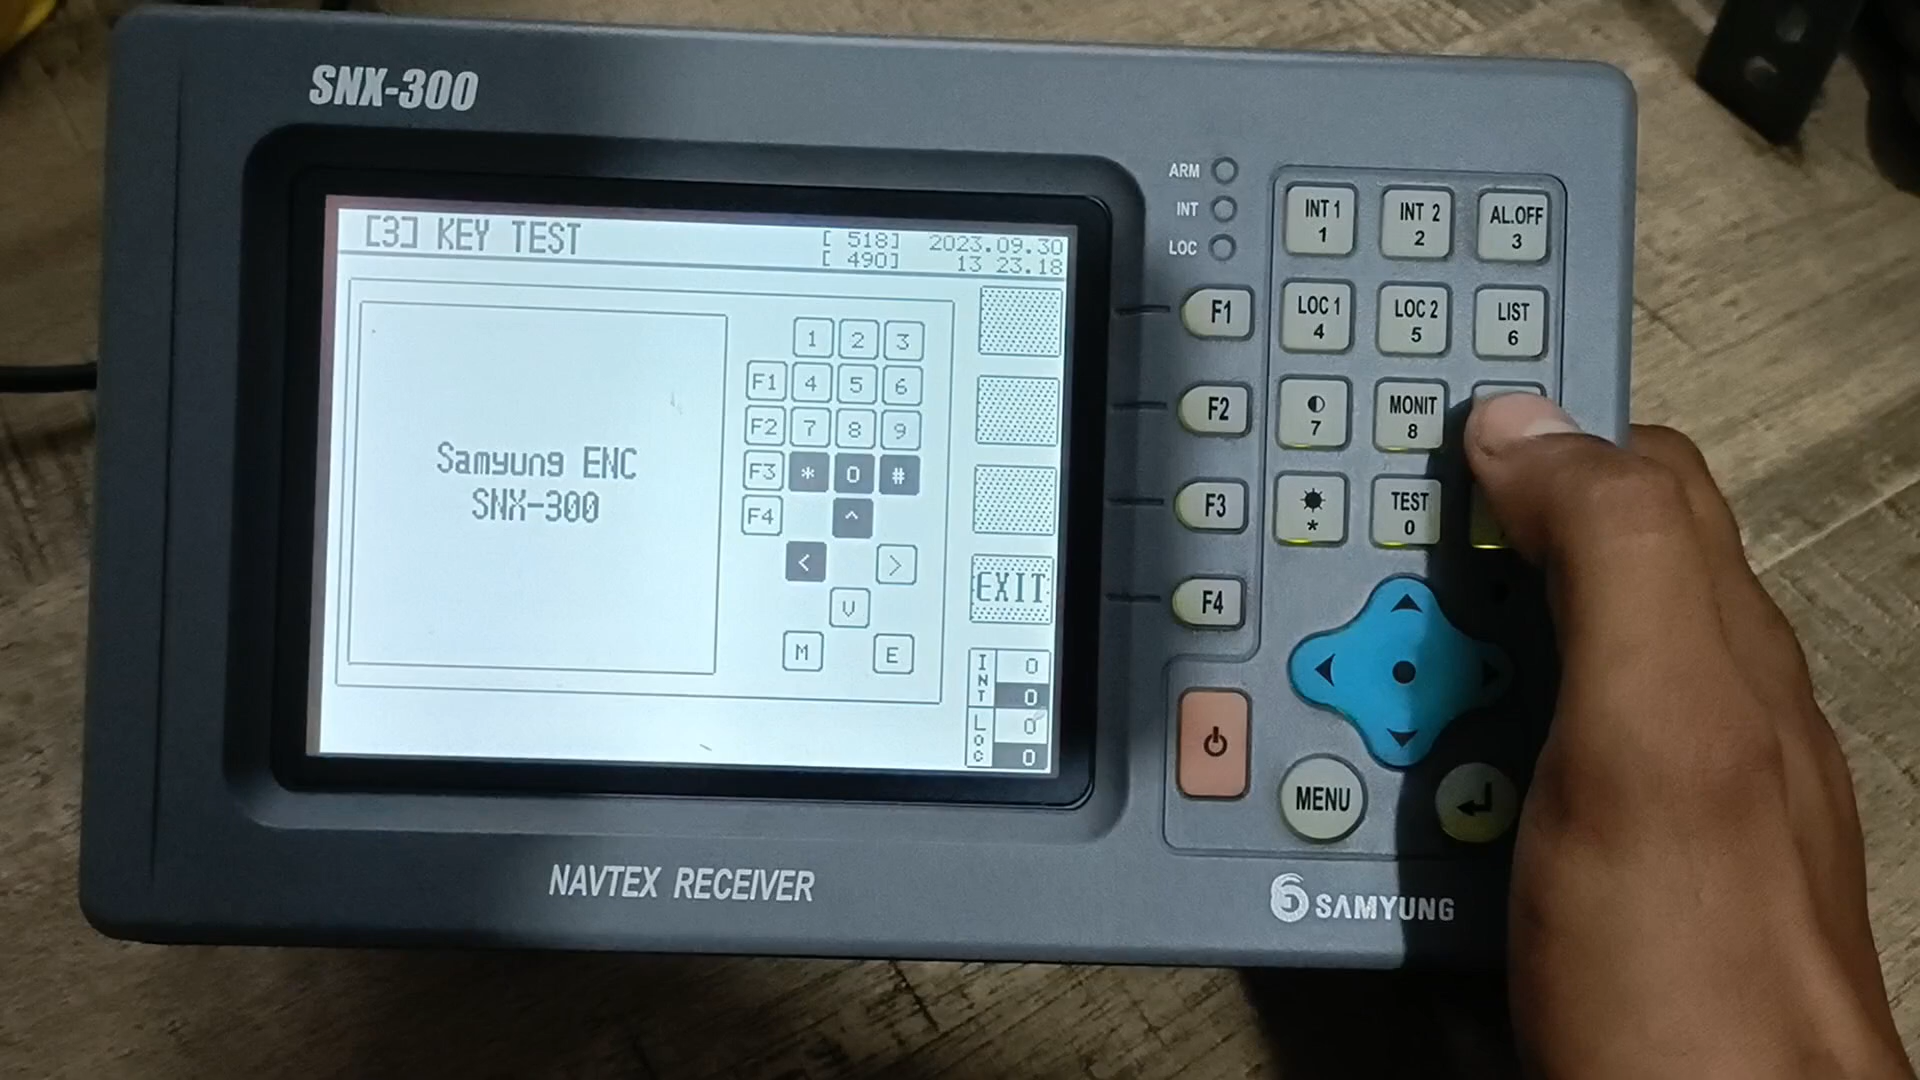 SNX-300
[3] KEY TEST
[ 518]
[ 490]
2023.09.30
13 23.18
Samyung ENC
SNX-300
1 2 3
F1 4 5 6
F2 7 8 9
F3 * 0 #
F4 ^
< >
V
M E
EXIT
INT 0
0
LOC 0
0
ARM
INT
LOC
F1
F2
F3
F4
INT 1
1
INT 2
2
AL.OFF
3
LOC 1
4
LOC 2
5
LIST
6
7
MONIT
8
*
TEST
0
MENU
NAVTEX RECEIVER
SAMYUNG